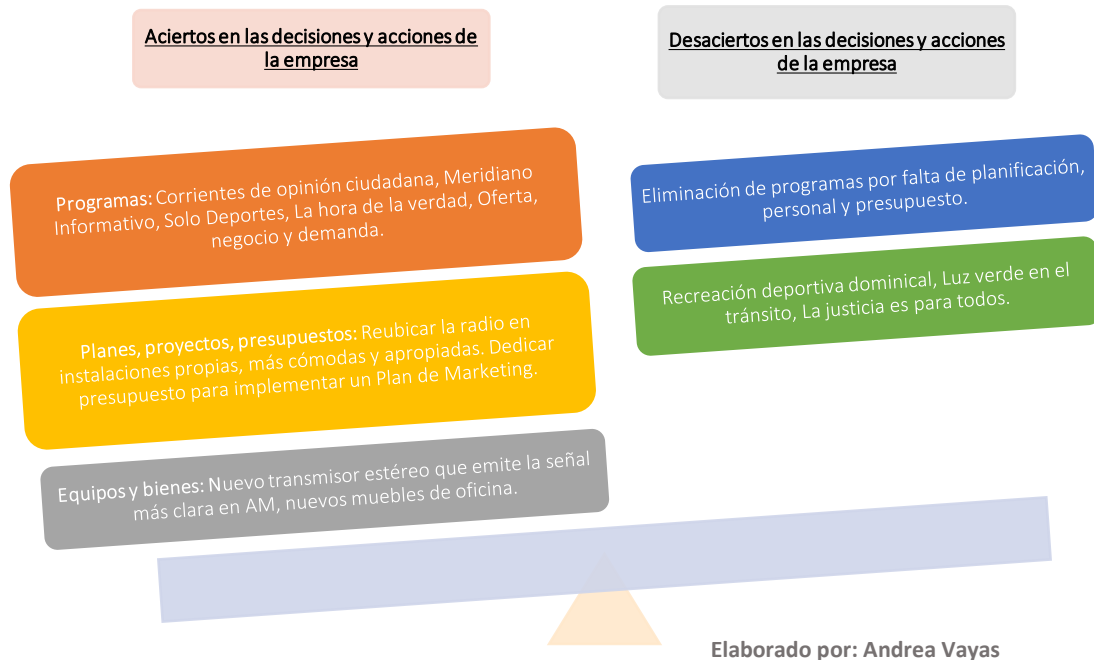 Aciertos en las decisiones y acciones de
la empresa
Programas: Corrientes de opinión ciudadana, Meridiano
Informativo, Solo Deportes, La hora de la verdad, Oferta,
negocio y demanda.
Planes, proyectos, presupuestos: Reubicar la radio en
instalaciones propias, más cómodas y apropiadas. Dedicar
presupuesto para implementar un Plan de Marketing.
Equipos y bienes: Nuevo transmisor estéreo que emite la señal
más clara en AM, nuevos muebles de oficina.
Desaciertos en las decisiones y acciones
de la empresa
Eliminación de programas por falta de planificación,
personal y presupuesto.
Recreación deportiva dominical, Luz verde en el
tránsito, La justicia es para todos.
Elaborado por: Andrea Vayas